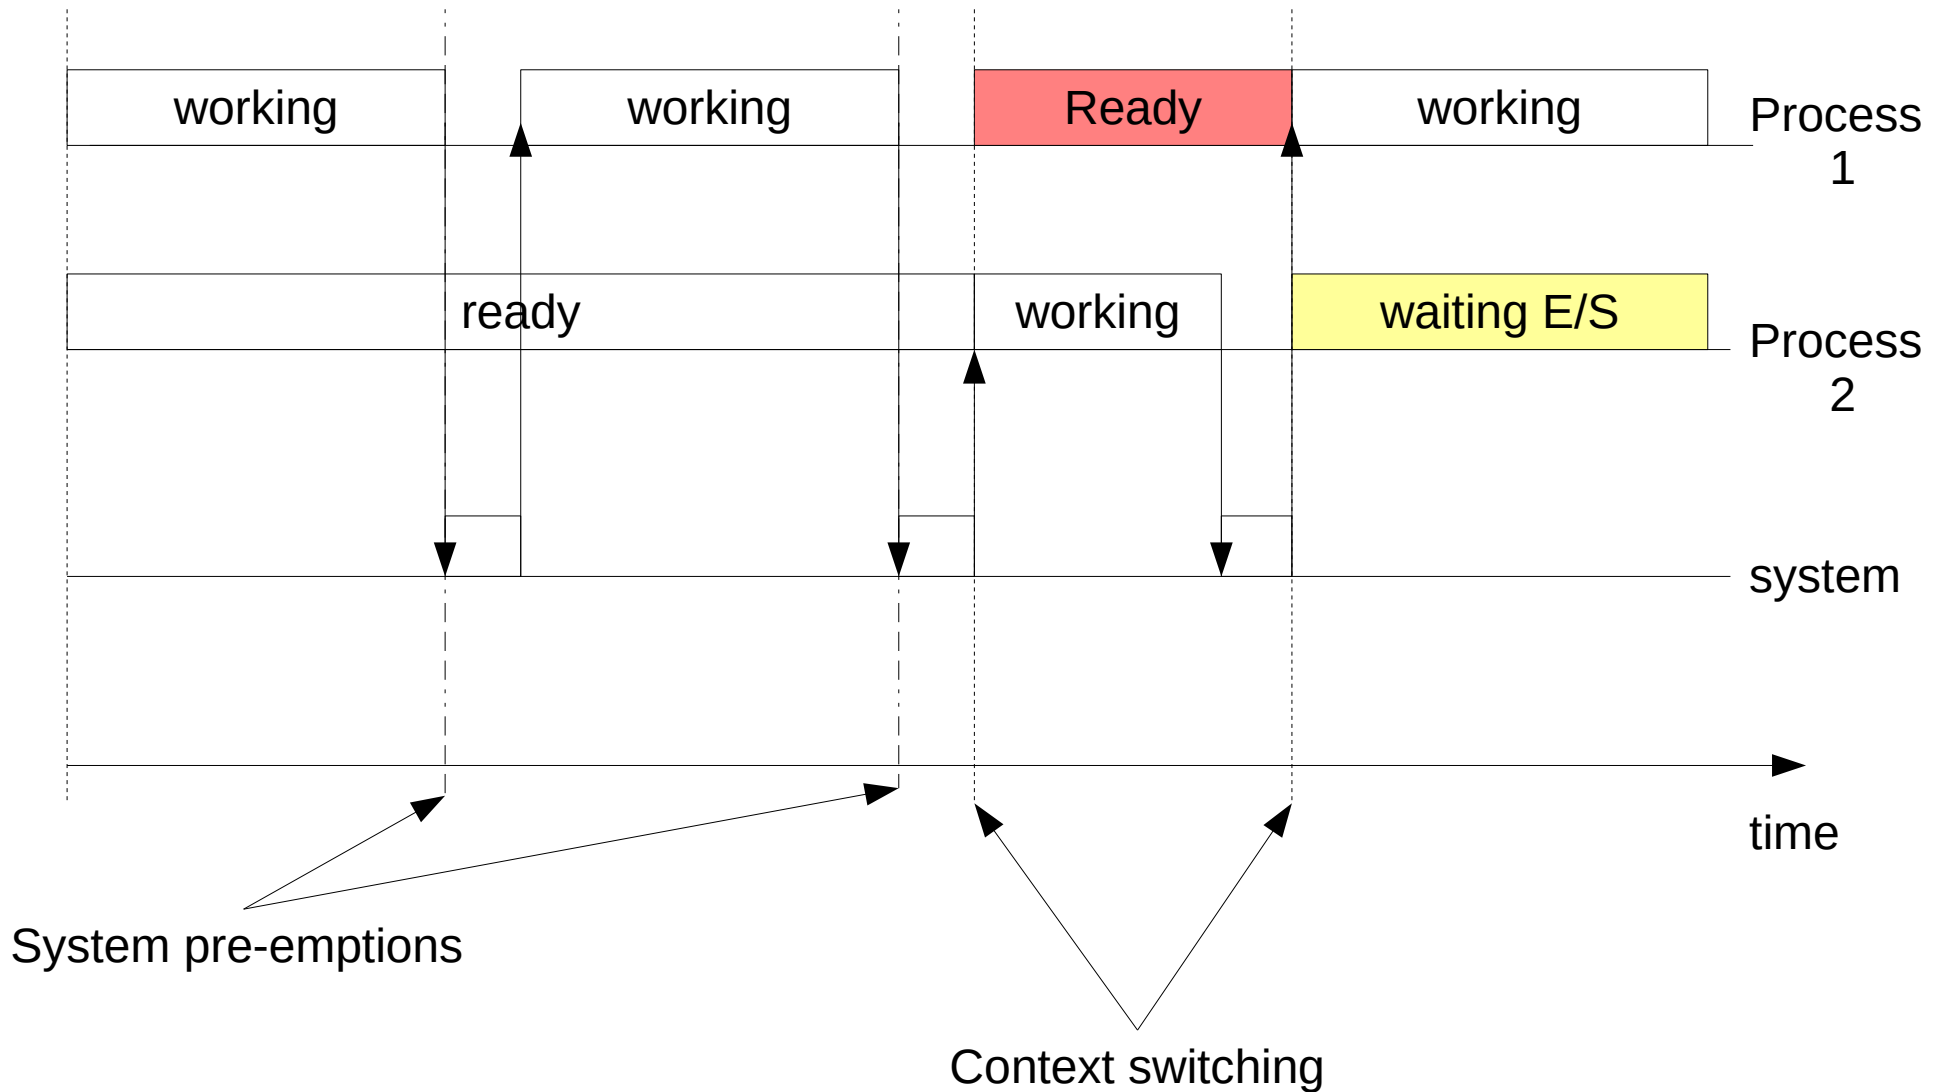 working
working
Ready
working
Process
1
ready
working
waiting E/S
Process
2
system
time
System pre-emptions
Context switching